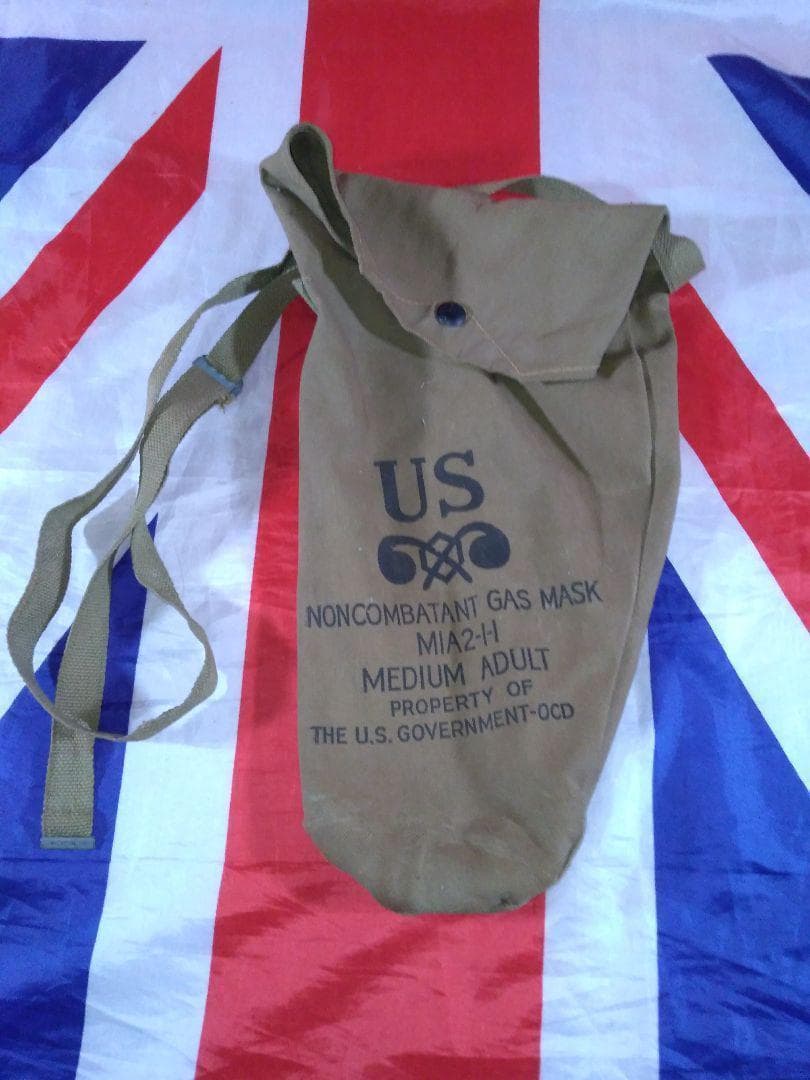 US
NONCOMBATANT GAS MASK
M1A2-1-1
MEDIUM ADULT
PROPERTY OF
THE U.S. GOVERNMENT-OCD